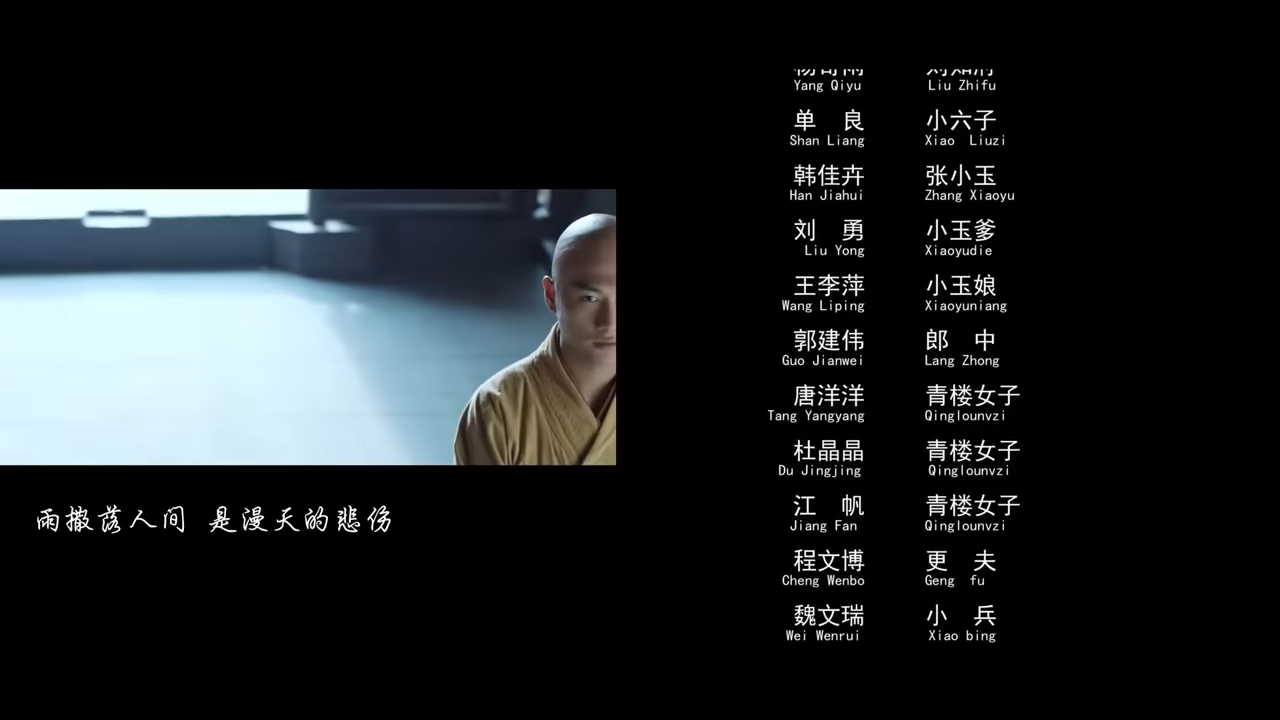 Yang Qiyu Liu Zhifu
单 良 小六子
Shan Liang Xiao Liuzi
韩佳卉 张小玉
Han Jiahui Zhang Xiaoyu
刘 勇 小玉爹
Liu Yong Xiaoyudie
王李萍 小玉娘
Wang Liping Xiaoyuniang
郭建伟 郎 中
Guo Jianwei Lang Zhong
唐洋洋 青楼女子
Tang Yangyang Qinglounvzi
杜晶晶 青楼女子
Du Jingjing Qinglounvzi
江 帆 青楼女子
Jiang Fan Qinglounvzi
程文博 更 夫
Cheng Wenbo Geng fu
魏文瑞 小 兵
Wei Wenrui Xiao bing
雨撒落人间 是漫天的悲伤